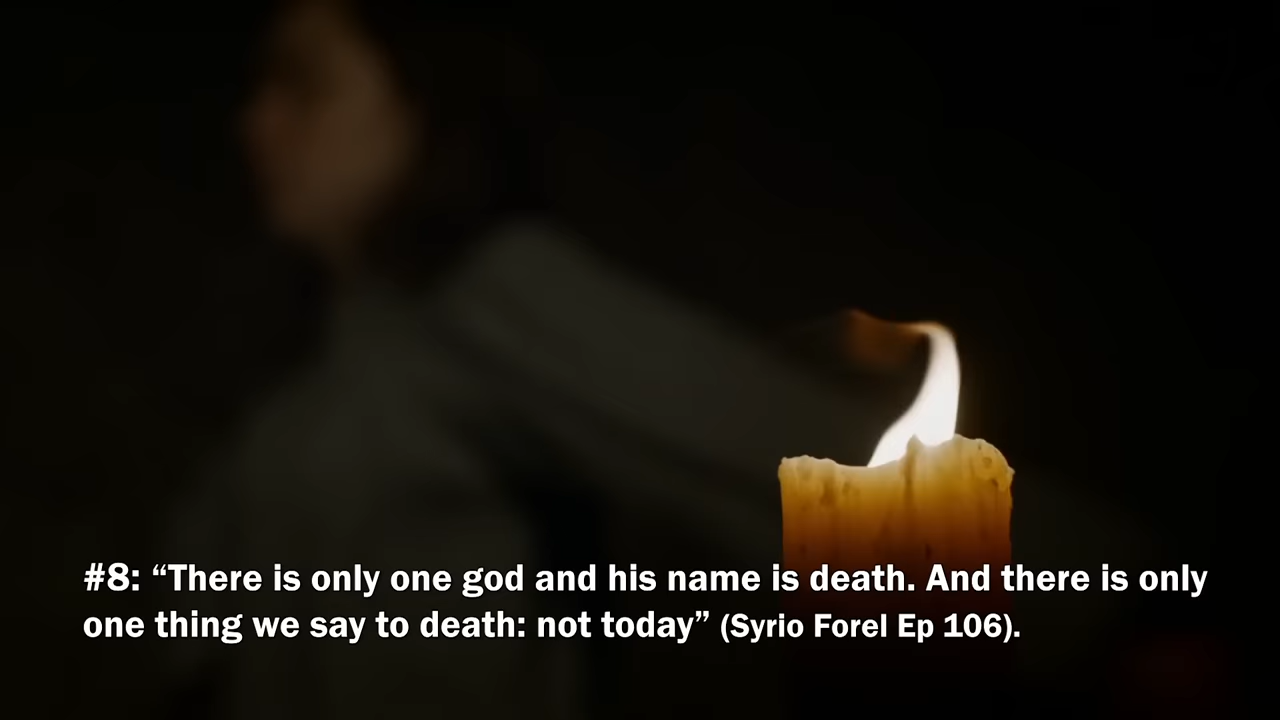 #8: “There is only one god and his name is death. And there is only
one thing we say to death: not today” (Syrio Forel Ep 106).